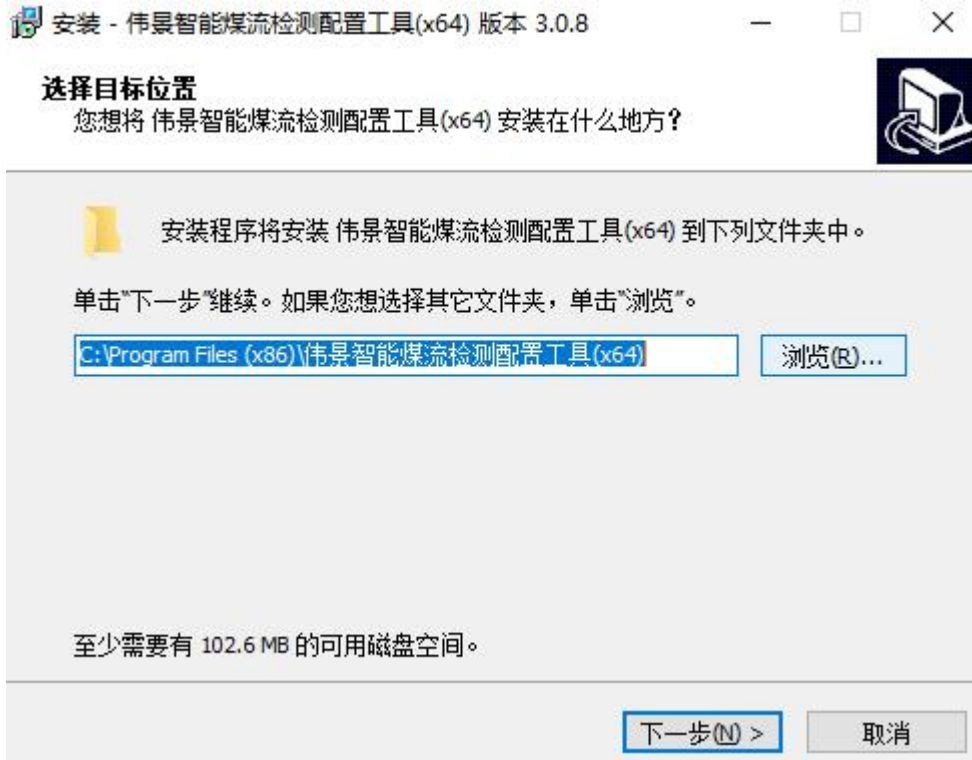 安装 - 伟景智能煤流检测配置工具(x64) 版本 3.0.8
选择目标位置
您想将 伟景智能煤流检测配置工具(x64) 安装在什么地方?
安装程序将安装 伟景智能煤流检测配置工具(x64) 到下列文件夹中。
单击"下一步"继续。如果您想选择其它文件夹，单击"浏览"。
C:\Program Files (x86)\伟景智能煤流检测配置工具(x64)
浏览(R)...
至少需要有 102.6 MB 的可用磁盘空间。
下一步(N) >
取消